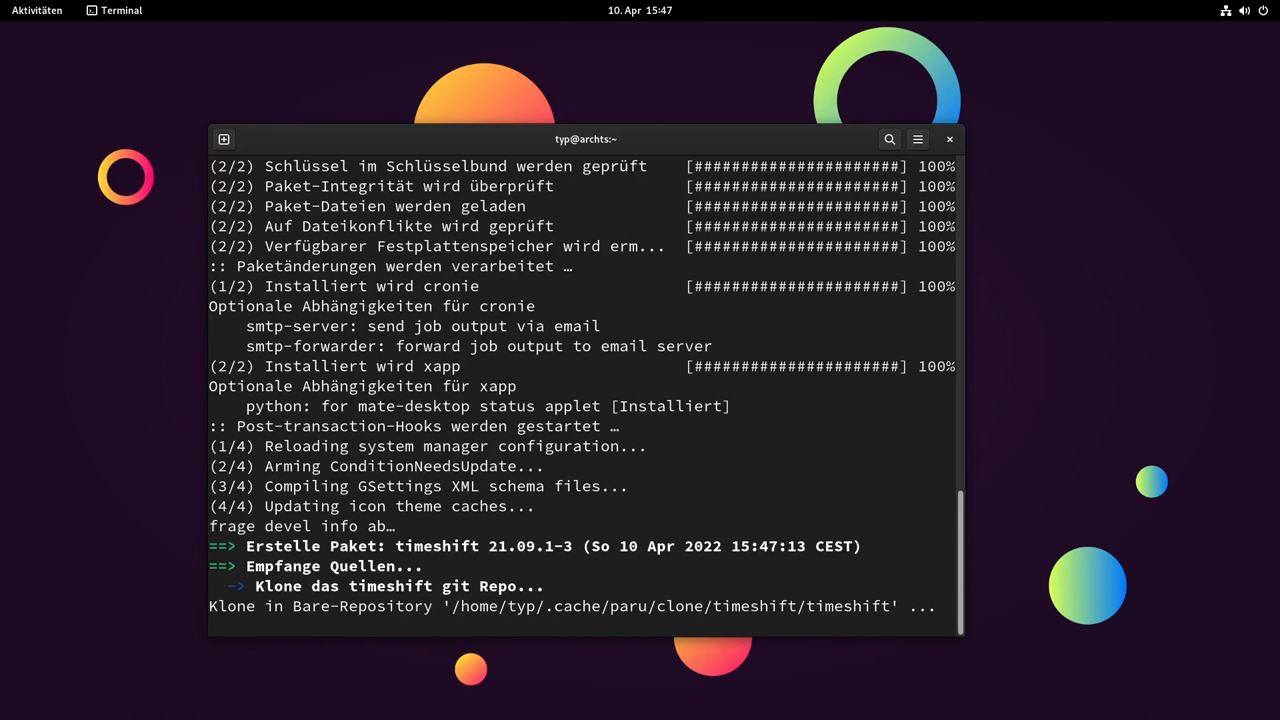 Aktivitäten Terminal 10. Apr 15:47
typ@archts:~
(2/2) Schlüssel im Schlüsselbund werden geprüft [######################] 100%
(2/2) Paket-Integrität wird überprüft [######################] 100%
(2/2) Paket-Dateien werden geladen [######################] 100%
(2/2) Auf Dateikonflikte wird geprüft [######################] 100%
(2/2) Verfügbarer Festplattenspeicher wird erm... [######################] 100%
:: Paketänderungen werden verarbeitet …
(1/2) Installiert wird cronie [######################] 100%
Optionale Abhängigkeiten für cronie
smtp-server: send job output via email
smtp-forwarder: forward job output to email server
(2/2) Installiert wird xapp [######################] 100%
Optionale Abhängigkeiten für xapp
python: for mate-desktop status applet [Installiert]
:: Post-transaction-Hooks werden gestartet …
(1/4) Reloading system manager configuration...
(2/4) Arming ConditionNeedsUpdate...
(3/4) Compiling GSettings XML schema files...
(4/4) Updating icon theme caches...
frage devel info ab…
==> Erstelle Paket: timeshift 21.09.1-3 (So 10 Apr 2022 15:47:13 CEST)
==> Empfange Quellen...
-> Klone das timeshift git Repo...
Klone in Bare-Repository '/home/typ/.cache/paru/clone/timeshift/timeshift' ...